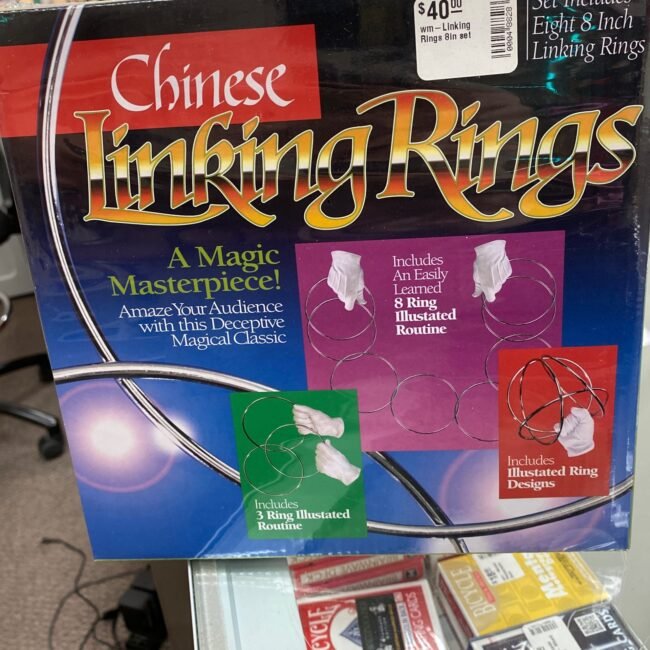 $40.00
wm-Linking
Rings 8in set
Set Includes
Eight 8 Inch
Linking Rings
Chinese
Linking Rings
A Magic
Masterpiece!
Amaze Your Audience
with this Deceptive
Magical Classic
Includes
An Easily
Learned
8 Ring
Illustated
Routine
Includes
3 Ring Illustated
Routine
Includes
Illustated Ring
Designs
BICYCLE